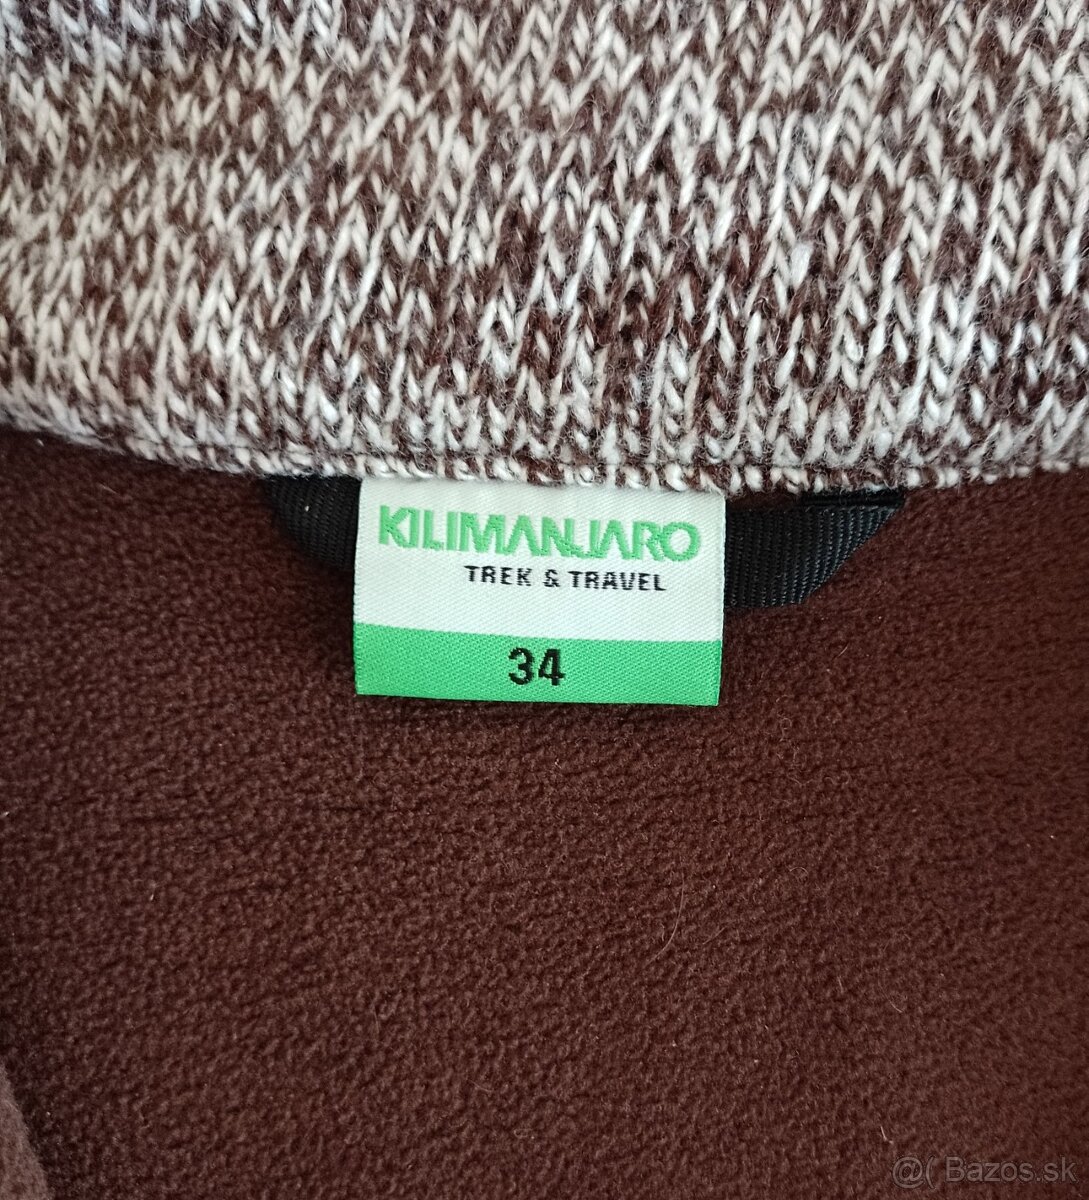 KILIMANJARO
TREK & TRAVEL
34
@( Bazos.sk